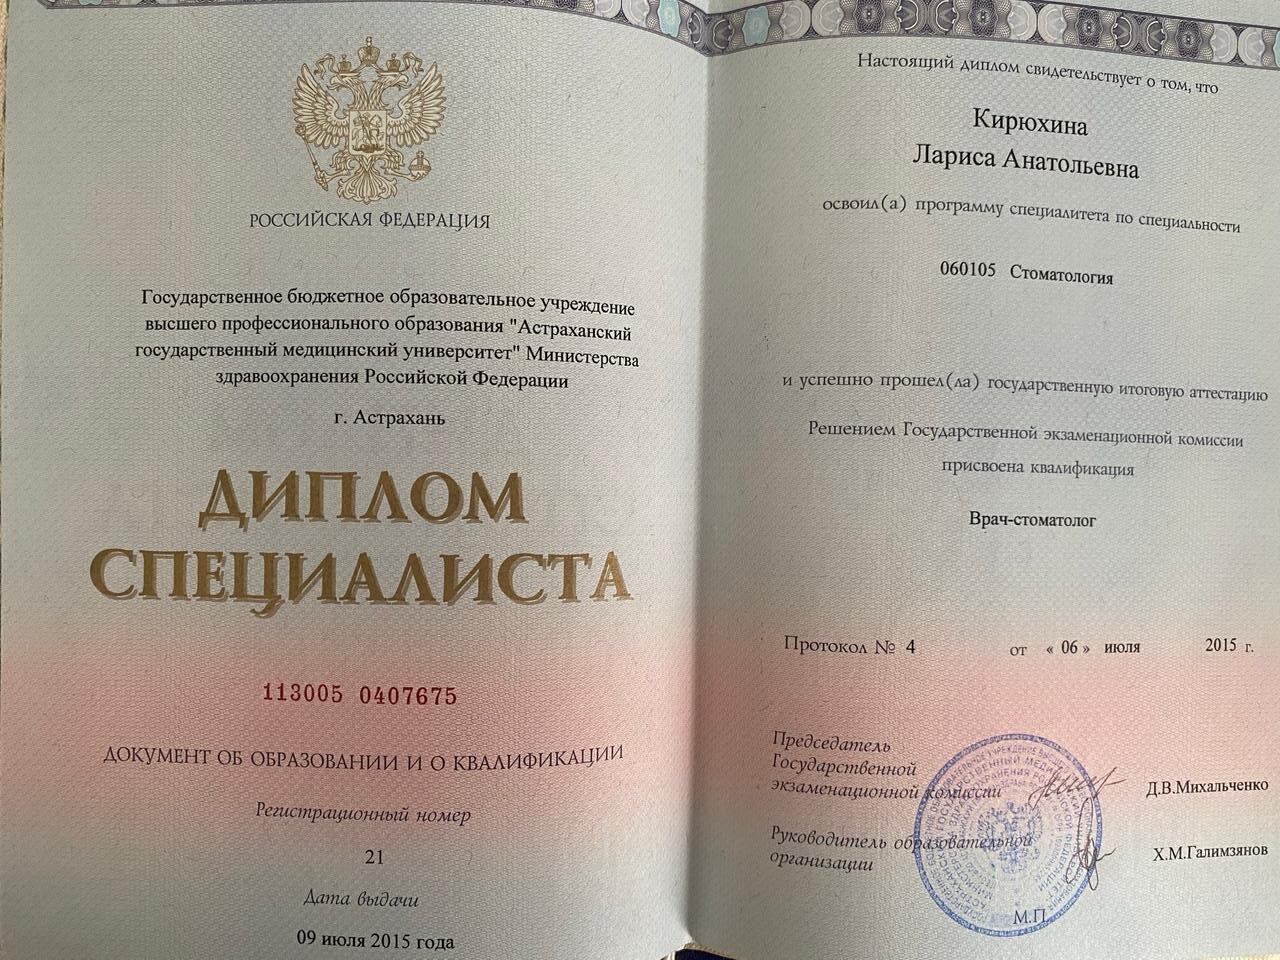 РОССИЙСКАЯ ФЕДЕРАЦИЯ
Государственное бюджетное образовательное учреждение
высшего профессионального образования "Астраханский
государственный медицинский университет" Министерства
здравоохранения Российской Федерации
г. Астрахань
ДИПЛОМ
СПЕЦИАЛИСТА
113005 0407675
ДОКУМЕНТ ОБ ОБРАЗОВАНИИ И О КВАЛИФИКАЦИИ
Регистрационный номер
21
Дата выдачи
09 июля 2015 года
Настоящий диплом свидетельствует о том, что
Кирюхина
Лариса Анатольевна
освоил(а) программу специалитета по специальности
060105 Стоматология
и успешно прошел(ла) государственную итоговую аттестацию
Решением Государственной экзаменационной комиссии
присвоена квалификация
Врач-стоматолог
Протокол № 4 от « 06 » июля 2015 г.
Председатель
Государственной
экзаменационной комиссии Д.В.Михальченко
Руководитель образовательной
организации Х.М.Галимзянов
М.П.